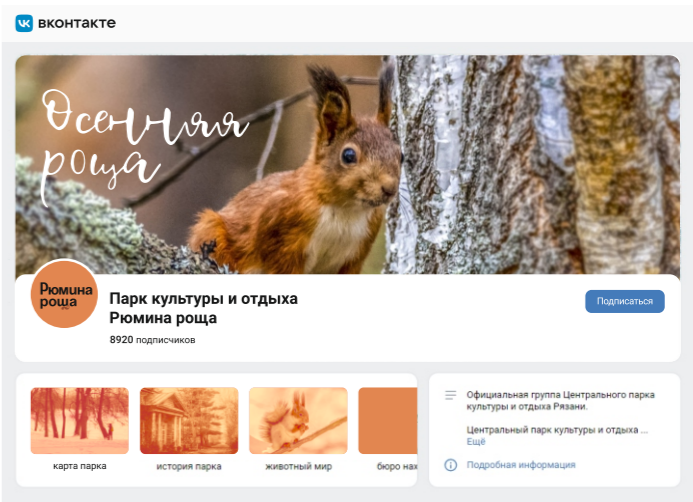 вконтакте
Осенняя
роща
Рюмина
роща
Парк культуры и отдыха
Рюмина роща
Подписаться
8920 подписчиков
карта парка
история парка
животный мир
бюро нах
Официальная группа Центрального парка
культуры и отдыха Рязани.
Центральный парк культуры и отдыха ...
Ещё
Подробная информация